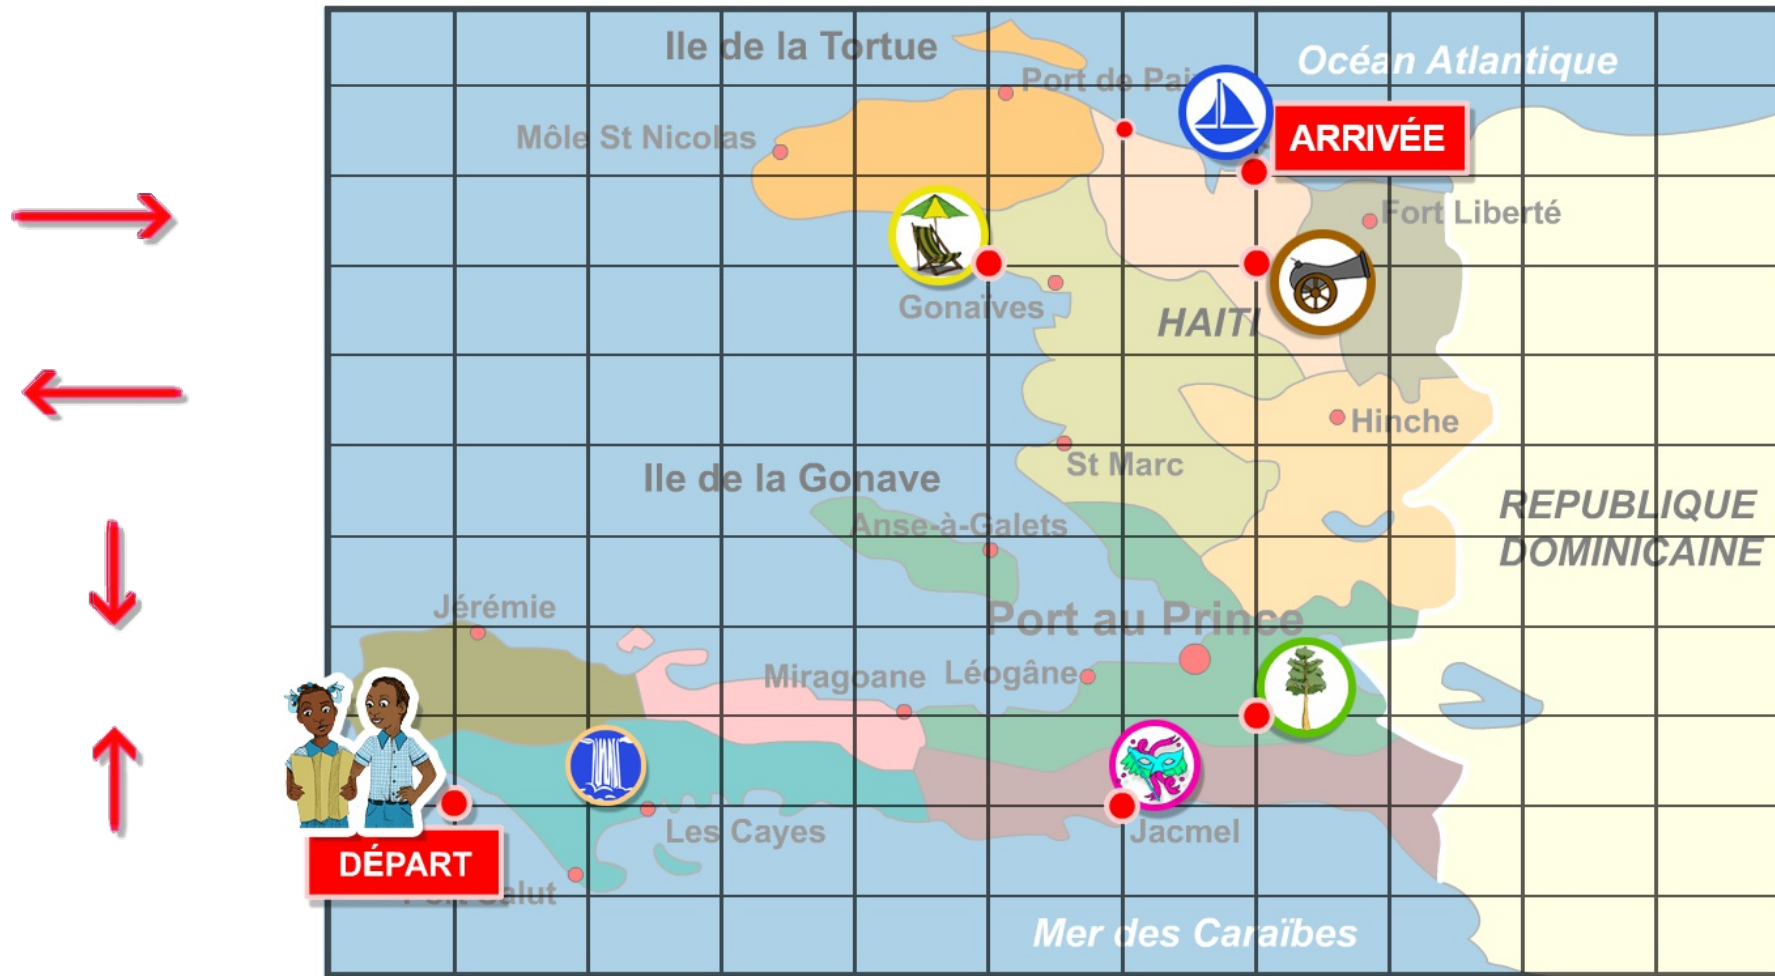 Ile de la Tortue
Océan Atlantique
Port de Pai
Môle St Nicolas
ARRIVÉE
Fort Liberté
Gonaïves
HAITI
Hinche
St Marc
Ile de la Gonave
Anse-à-Galets
REPUBLIQUE
DOMINICAINE
Jérémie
Port au Prince
Miragoane
Léogâne
Les Cayes
Jacmel
DÉPART
Salut
Mer des Caraïbes